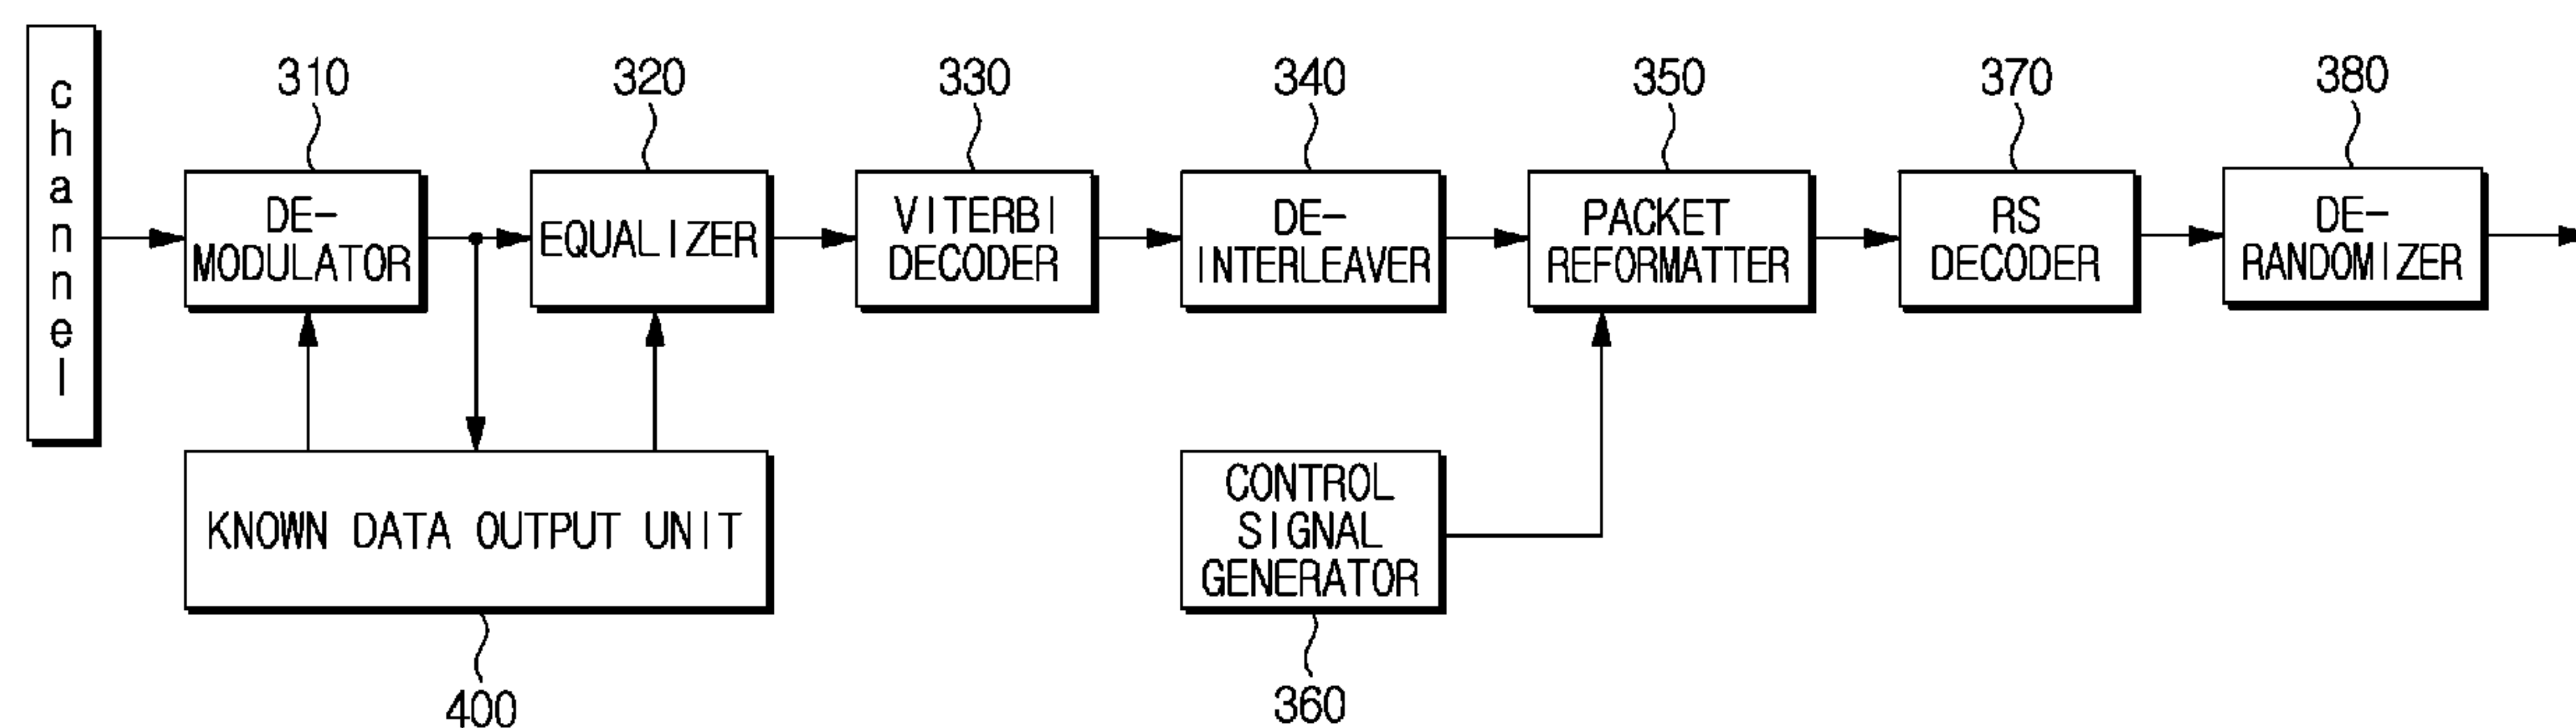 channel
310
320
330
340
350
370
380
DE-
MODULATOR
EQUALIZER
VITERBI
DECODER
DE-
INTERLEAVER
PACKET
REFORMATTER
RS
DECODER
DE-
RANDOMIZER
KNOWN DATA OUTPUT UNIT
CONTROL
SIGNAL
GENERATOR
400
360